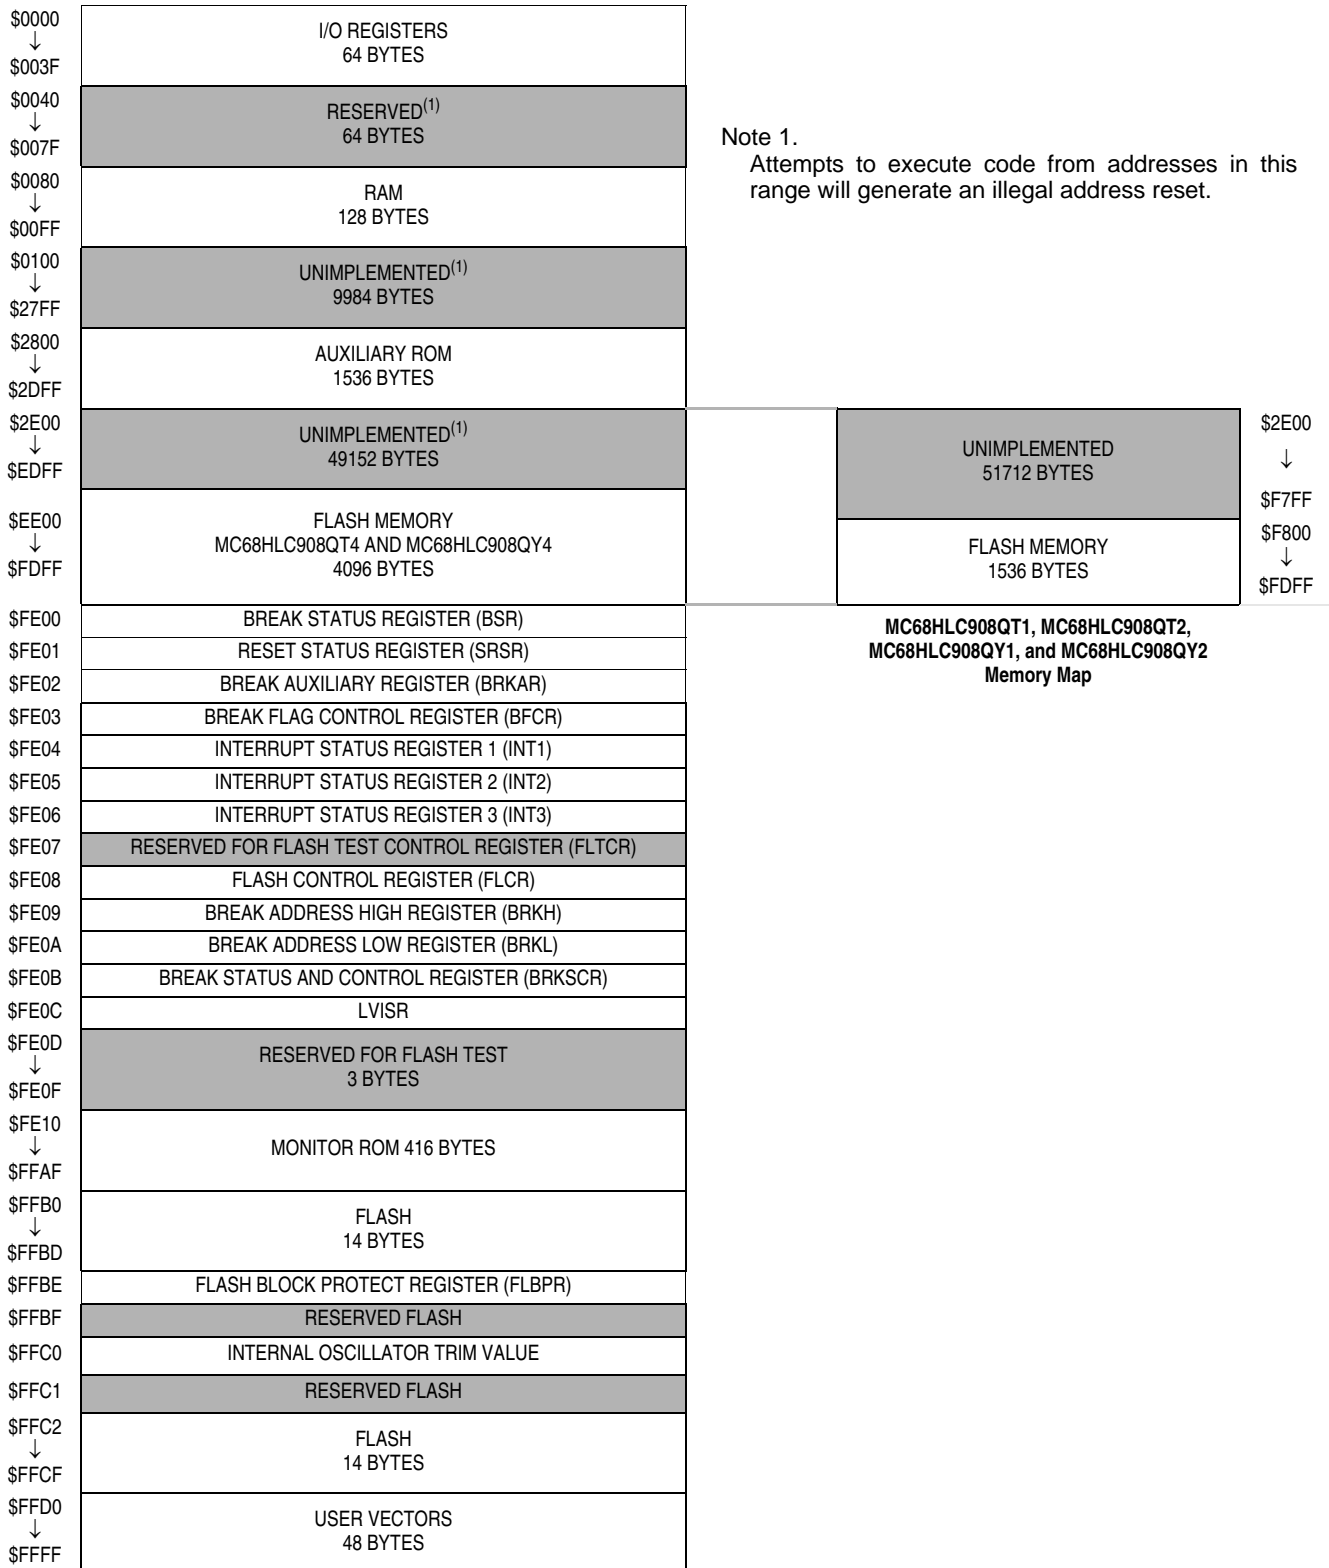 $0000
↓
$003F
I/O REGISTERS
64 BYTES
$0040
↓
$007F
RESERVED(1)
64 BYTES
Note 1.
Attempts to execute code from addresses in this
range will generate an illegal address reset.
$0080
↓
$00FF
RAM
128 BYTES
$0100
↓
$27FF
UNIMPLEMENTED(1)
9984 BYTES
$2800
↓
$2DFF
AUXILIARY ROM
1536 BYTES
$2E00
↓
$EDFF
UNIMPLEMENTED(1)
49152 BYTES
UNIMPLEMENTED
51712 BYTES
$2E00
↓
$F7FF
$EE00
↓
$FDFF
FLASH MEMORY
MC68HLC908QT4 AND MC68HLC908QY4
4096 BYTES
FLASH MEMORY
1536 BYTES
$F800
↓
$FDFF
MC68HLC908QT1, MC68HLC908QT2,
MC68HLC908QY1, and MC68HLC908QY2
Memory Map
$FE00 BREAK STATUS REGISTER (BSR)
$FE01 RESET STATUS REGISTER (SRSR)
$FE02 BREAK AUXILIARY REGISTER (BRKAR)
$FE03 BREAK FLAG CONTROL REGISTER (BFCR)
$FE04 INTERRUPT STATUS REGISTER 1 (INT1)
$FE05 INTERRUPT STATUS REGISTER 2 (INT2)
$FE06 INTERRUPT STATUS REGISTER 3 (INT3)
$FE07 RESERVED FOR FLASH TEST CONTROL REGISTER (FLTCR)
$FE08 FLASH CONTROL REGISTER (FLCR)
$FE09 BREAK ADDRESS HIGH REGISTER (BRKH)
$FE0A BREAK ADDRESS LOW REGISTER (BRKL)
$FE0B BREAK STATUS AND CONTROL REGISTER (BRKSCR)
$FE0C LVISR
$FE0D
↓
$FE0F
RESERVED FOR FLASH TEST
3 BYTES
$FE10
↓
$FFAF
MONITOR ROM 416 BYTES
$FFB0
↓
$FFBD
FLASH
14 BYTES
$FFBE FLASH BLOCK PROTECT REGISTER (FLBPR)
$FFBF RESERVED FLASH
$FFC0 INTERNAL OSCILLATOR TRIM VALUE
$FFC1 RESERVED FLASH
$FFC2
↓
$FFCF
FLASH
14 BYTES
$FFD0
↓
$FFFF
USER VECTORS
48 BYTES